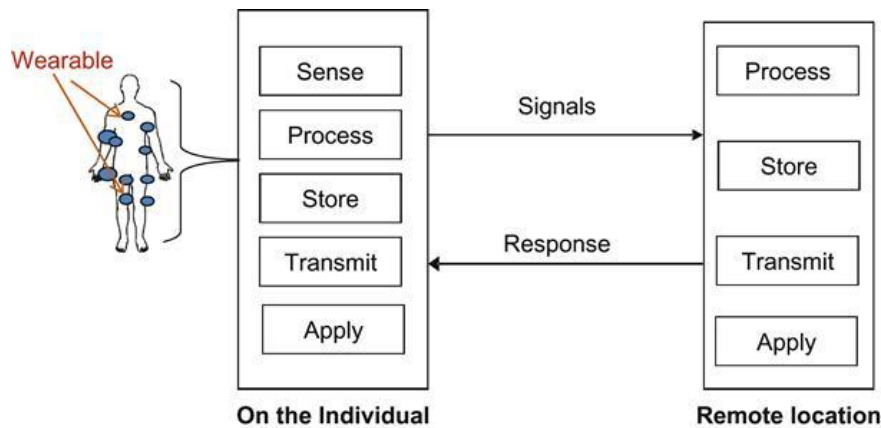 Wearable
Sense
Process
Store
Transmit
Apply
On the Individual
Signals
Response
Process
Store
Transmit
Apply
Remote location